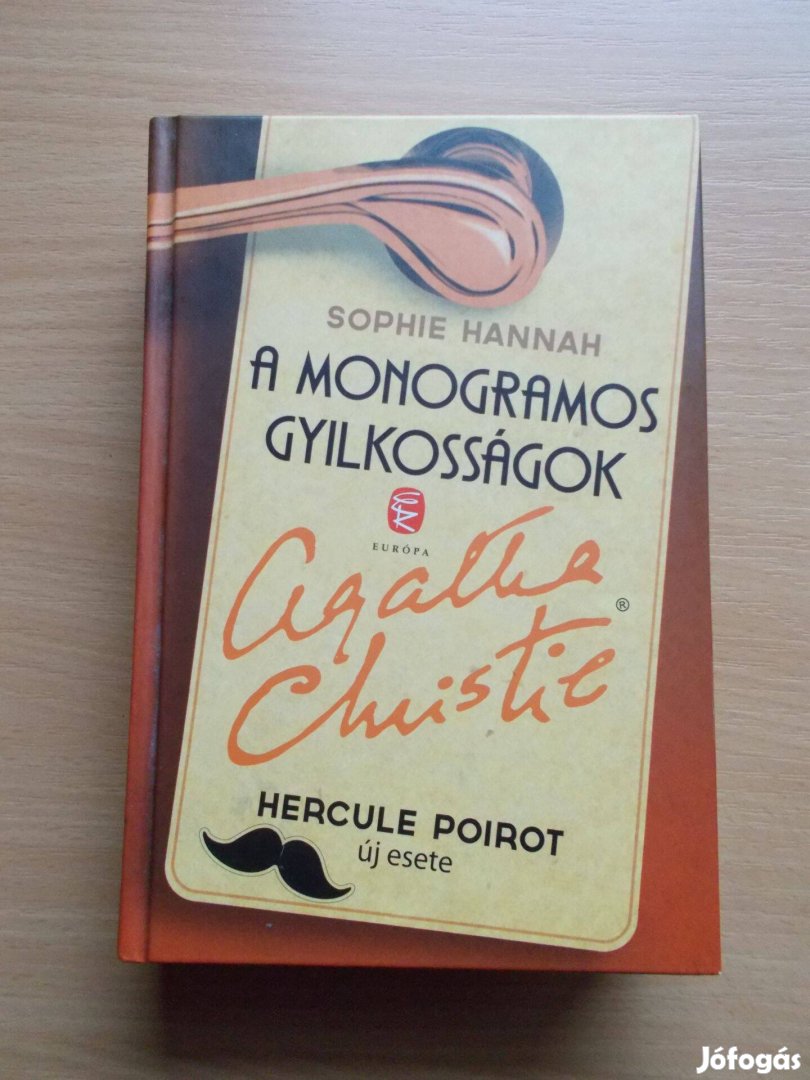 SOPHIE HANNAH
A MONOGRAMOS
GYILKOSSÁGOK
EURÓPA
Agatha
Christie®
HERCULE POIROT
új esete
Jófogás